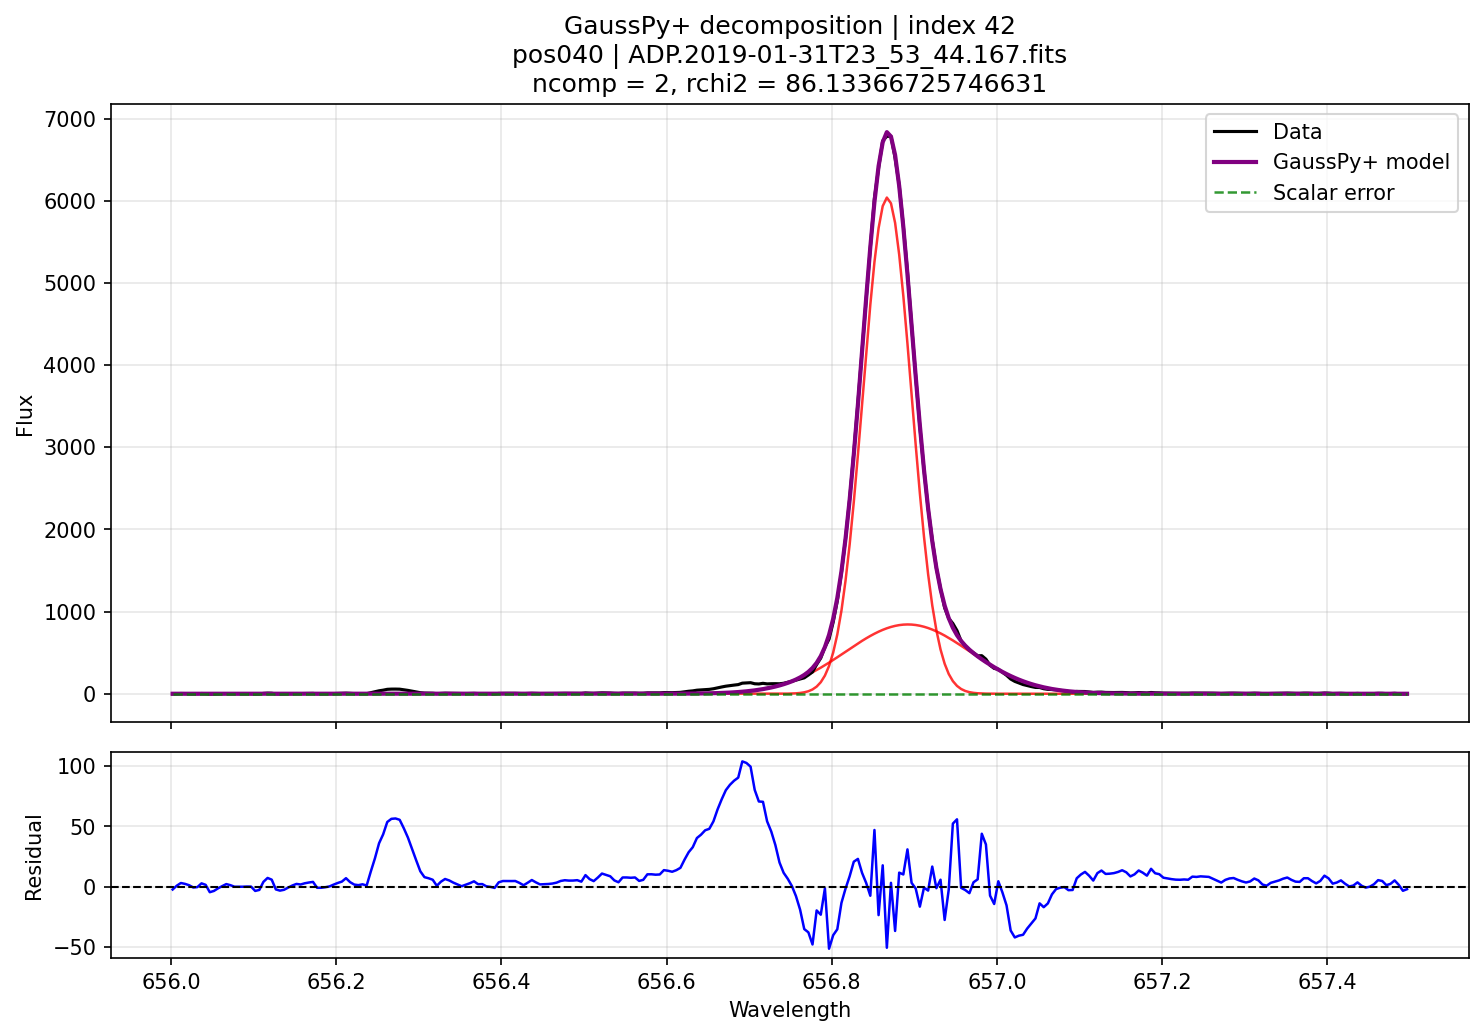 GaussPy+ decomposition | index 42
pos040 | ADP.2019-01-31T23_53_44.167.fits
ncomp = 2, rchi2 = 86.13366725746631
Data
GaussPy+ model
Scalar error
7000
6000
5000
4000
3000
2000
1000
0
Flux
100
50
0
−50
Residual
656.0
656.2
656.4
656.6
656.8
657.0
657.2
657.4
Wavelength